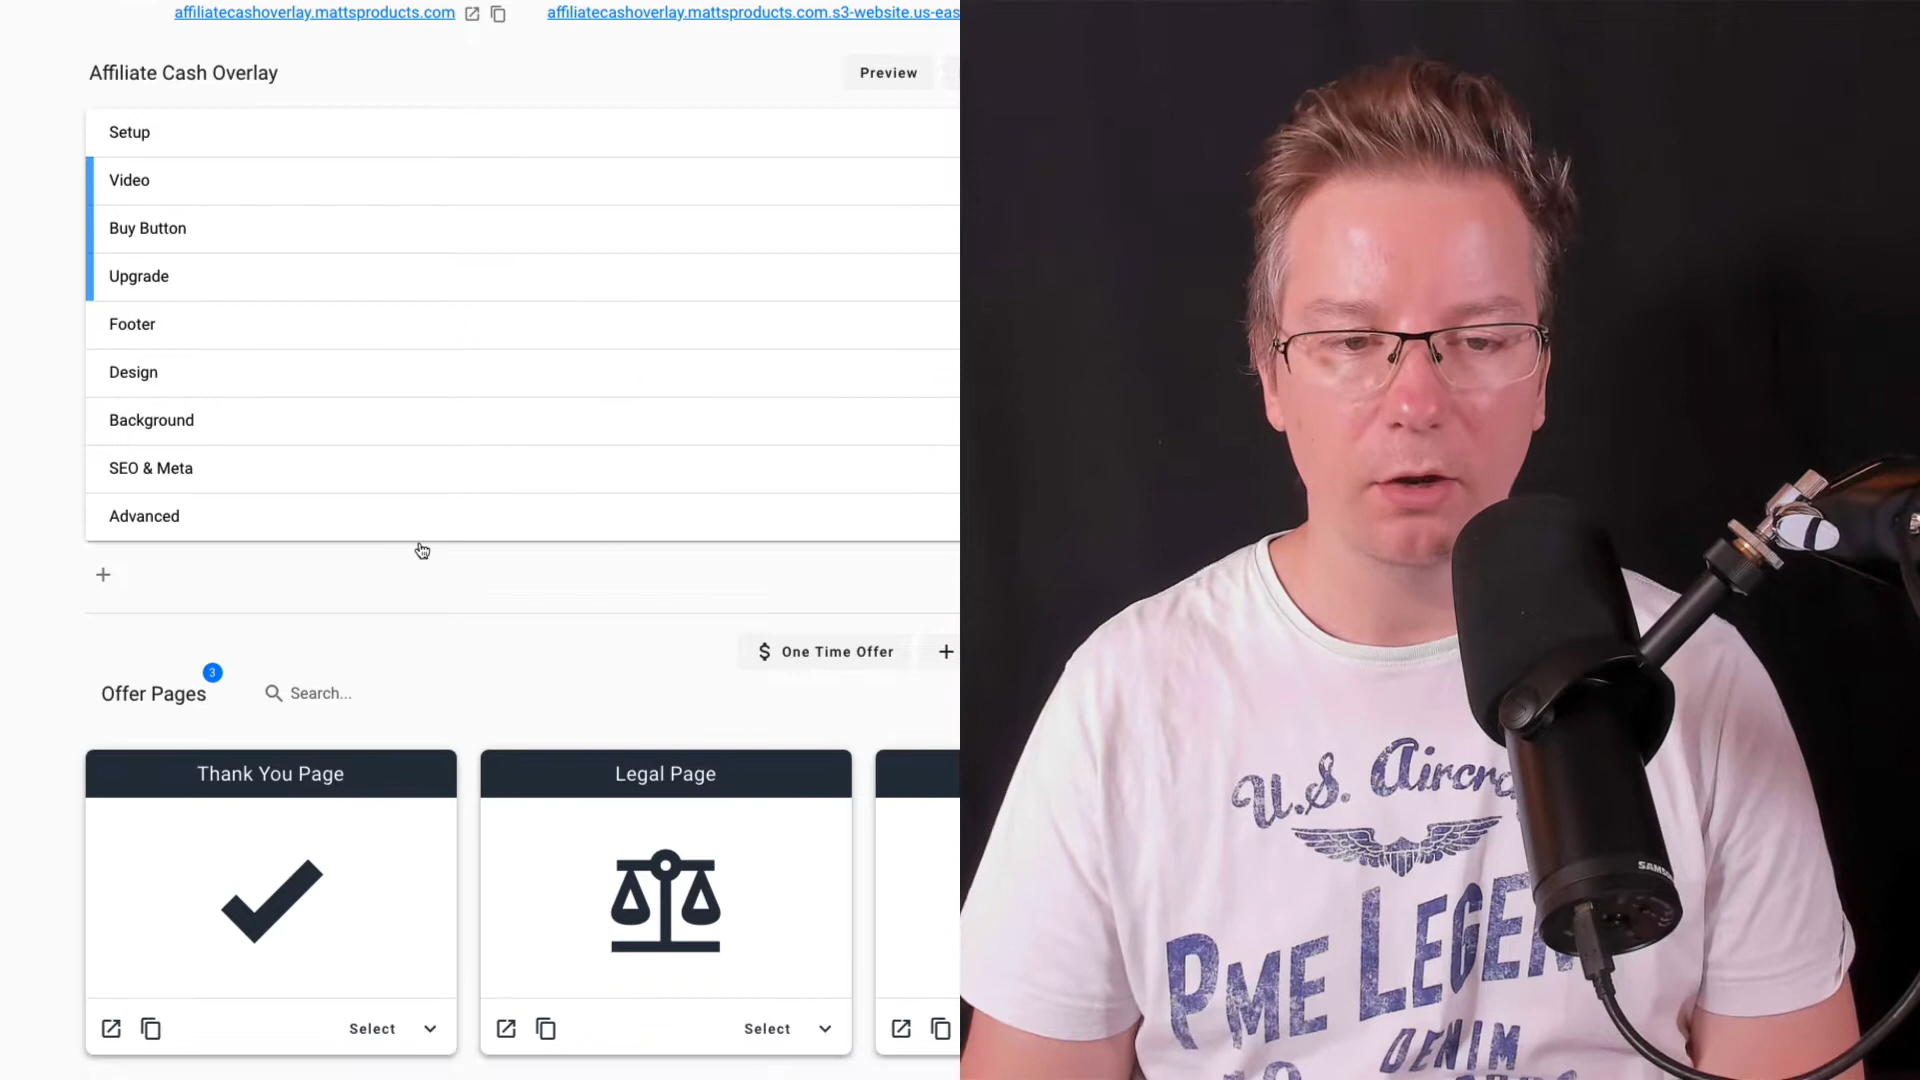 affiliatecashoverlay.mattsproducts.com
affiliatecashoverlay.mattsproducts.com.s3-website.us-eas
Affiliate Cash Overlay
Preview
Setup
Video
Buy Button
Upgrade
Footer
Design
Background
SEO & Meta
Advanced
One Time Offer
Offer Pages
3
Search...
Thank You Page
Legal Page
Select
Select
U.S. Aircra
PME LEGEN
DENIM
SAMS